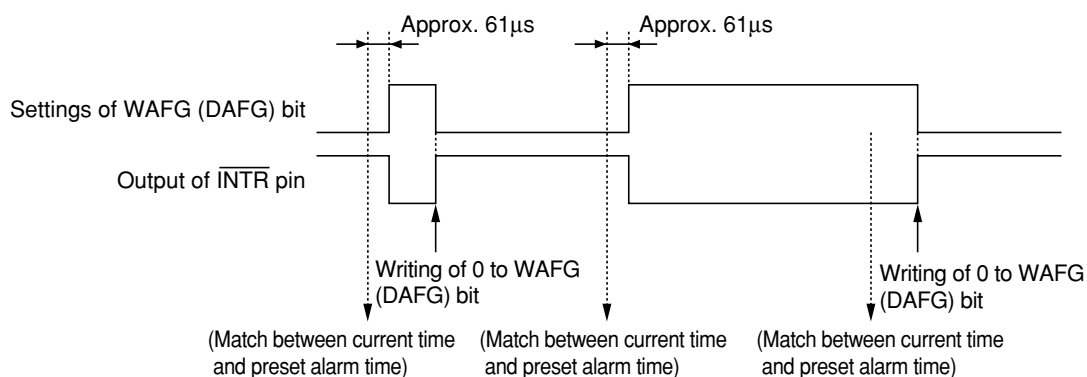 Approx. 61μs Approx. 61μs
Settings of WAFG (DAFG) bit
Output of INTR pin
Writing of 0 to WAFG
(DAFG) bit
Writing of 0 to WAFG
(DAFG) bit
(Match between current time
and preset alarm time)
(Match between current time
and preset alarm time)
(Match between current time
and preset alarm time)